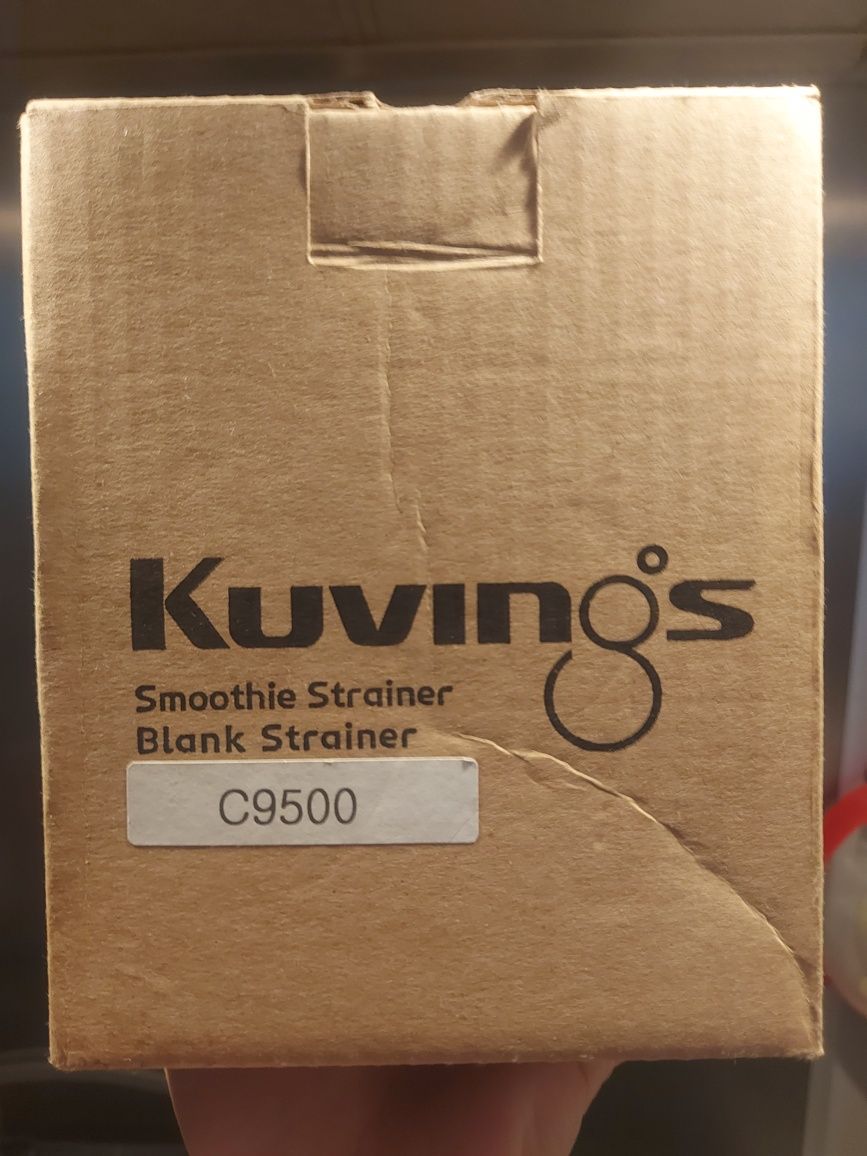 Kuvings
Smoothie Strainer
Blank Strainer
C9500